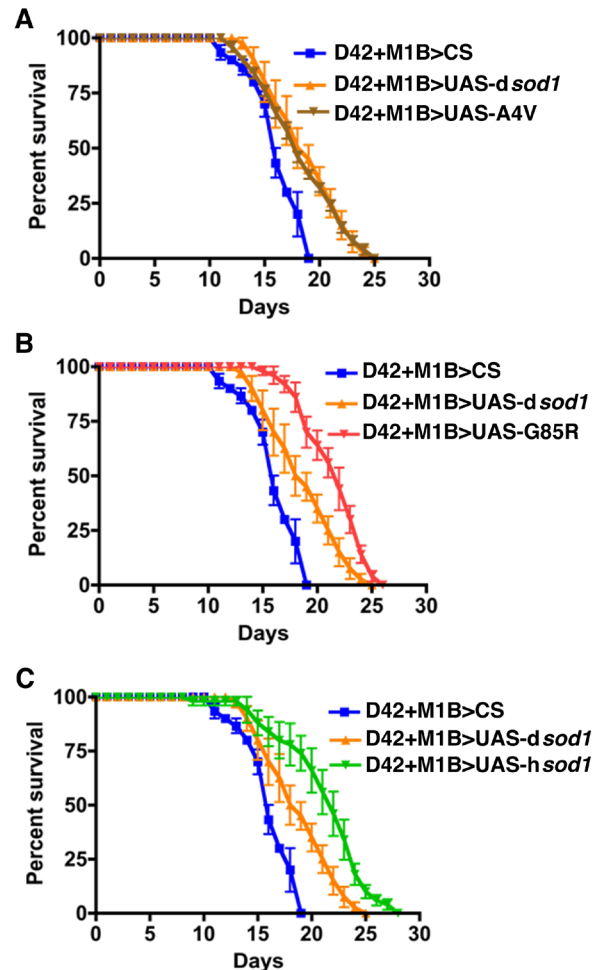 A
D42+M1B>CS
D42+M1B>UAS-dsod1
D42+M1B>UAS-A4V
Percent survival
100
75
50
25
0
0 5 10 15 20 25 30
Days
B
D42+M1B>CS
D42+M1B>UAS-dsod1
D42+M1B>UAS-G85R
Percent survival
100
75
50
25
0
0 5 10 15 20 25 30
Days
C
D42+M1B>CS
D42+M1B>UAS-dsod1
D42+M1B>UAS-hsod1
Percent survival
100
75
50
25
0
0 5 10 15 20 25 30
Days